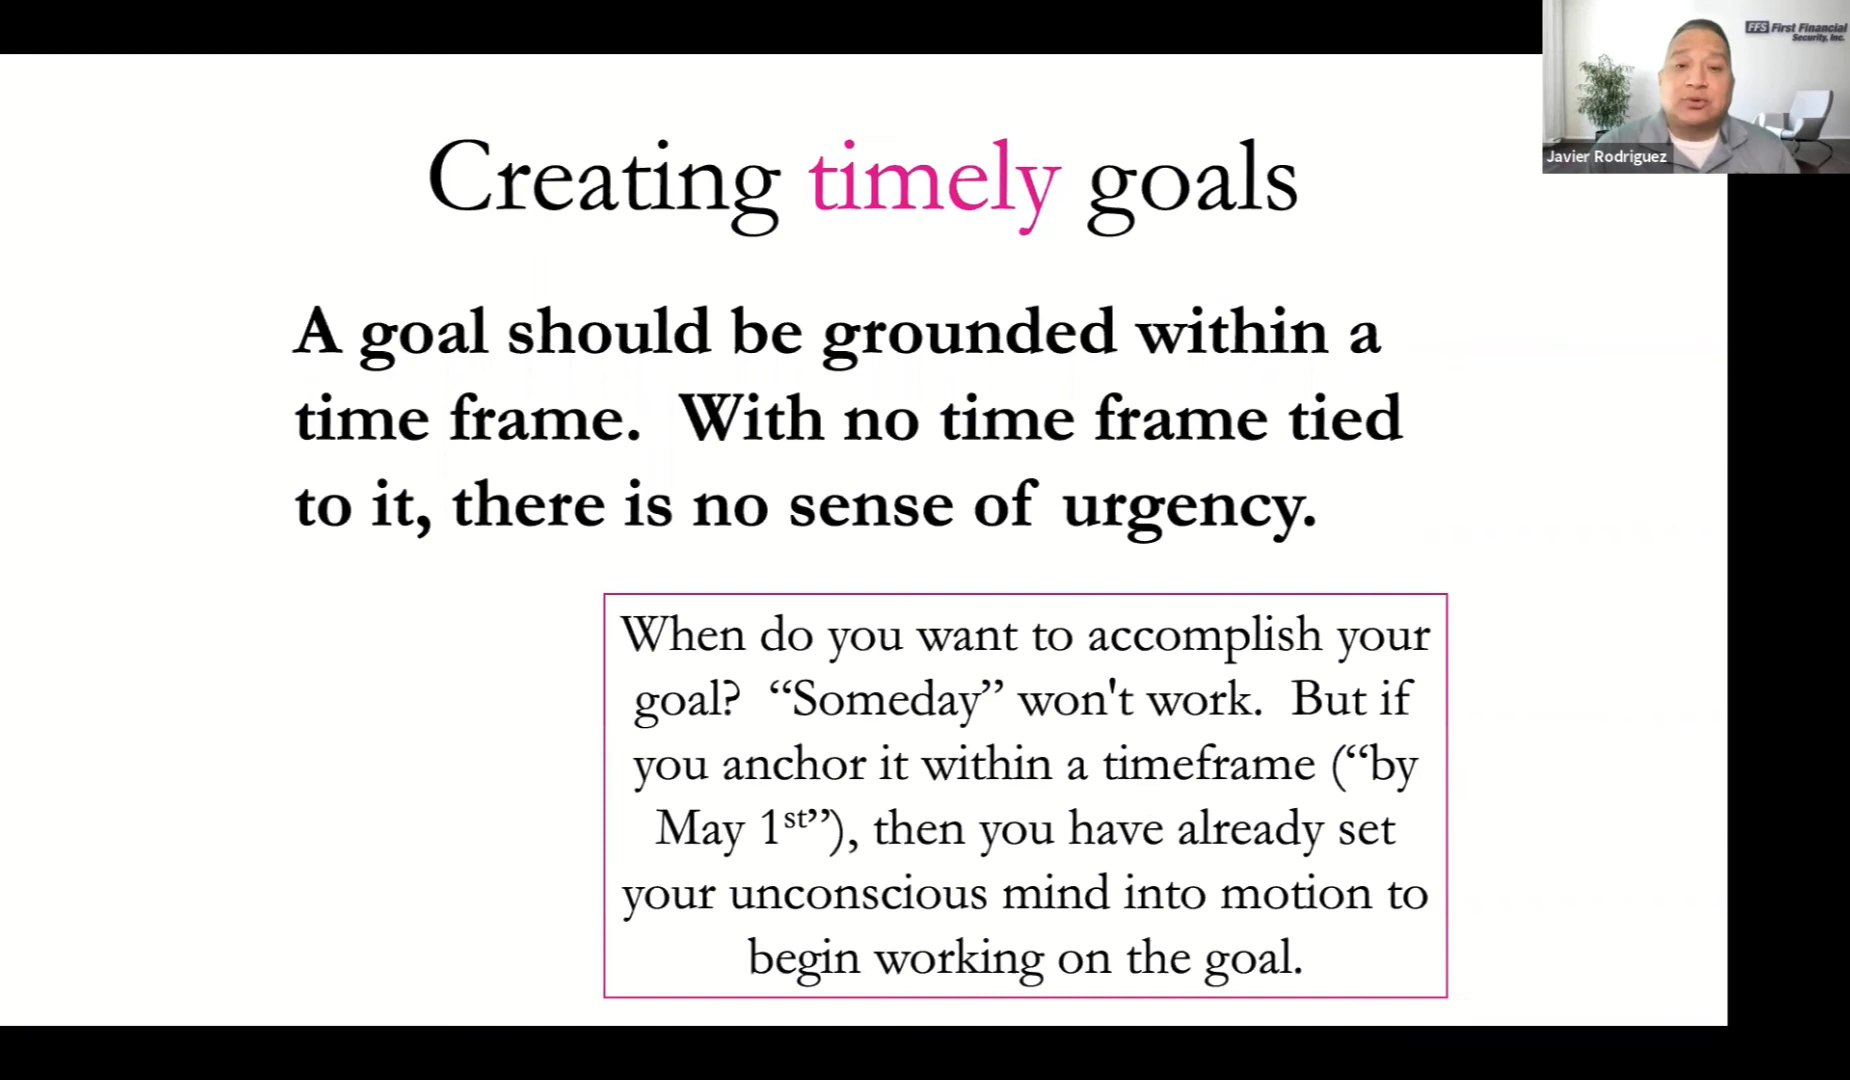 FFS First Financial
Security, Inc.
Javier Rodriguez
Creating timely goals
A goal should be grounded within a
time frame.  With no time frame tied
to it, there is no sense of urgency.
When do you want to accomplish your
goal?  “Someday” won't work.  But if
you anchor it within a timeframe (“by
May 1st”), then you have already set
your unconscious mind into motion to
begin working on the goal.